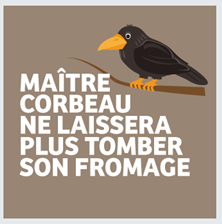 MAÎTRE
CORBEAU
NE LAISSERA
PLUS TOMBER
SON FROMAGE